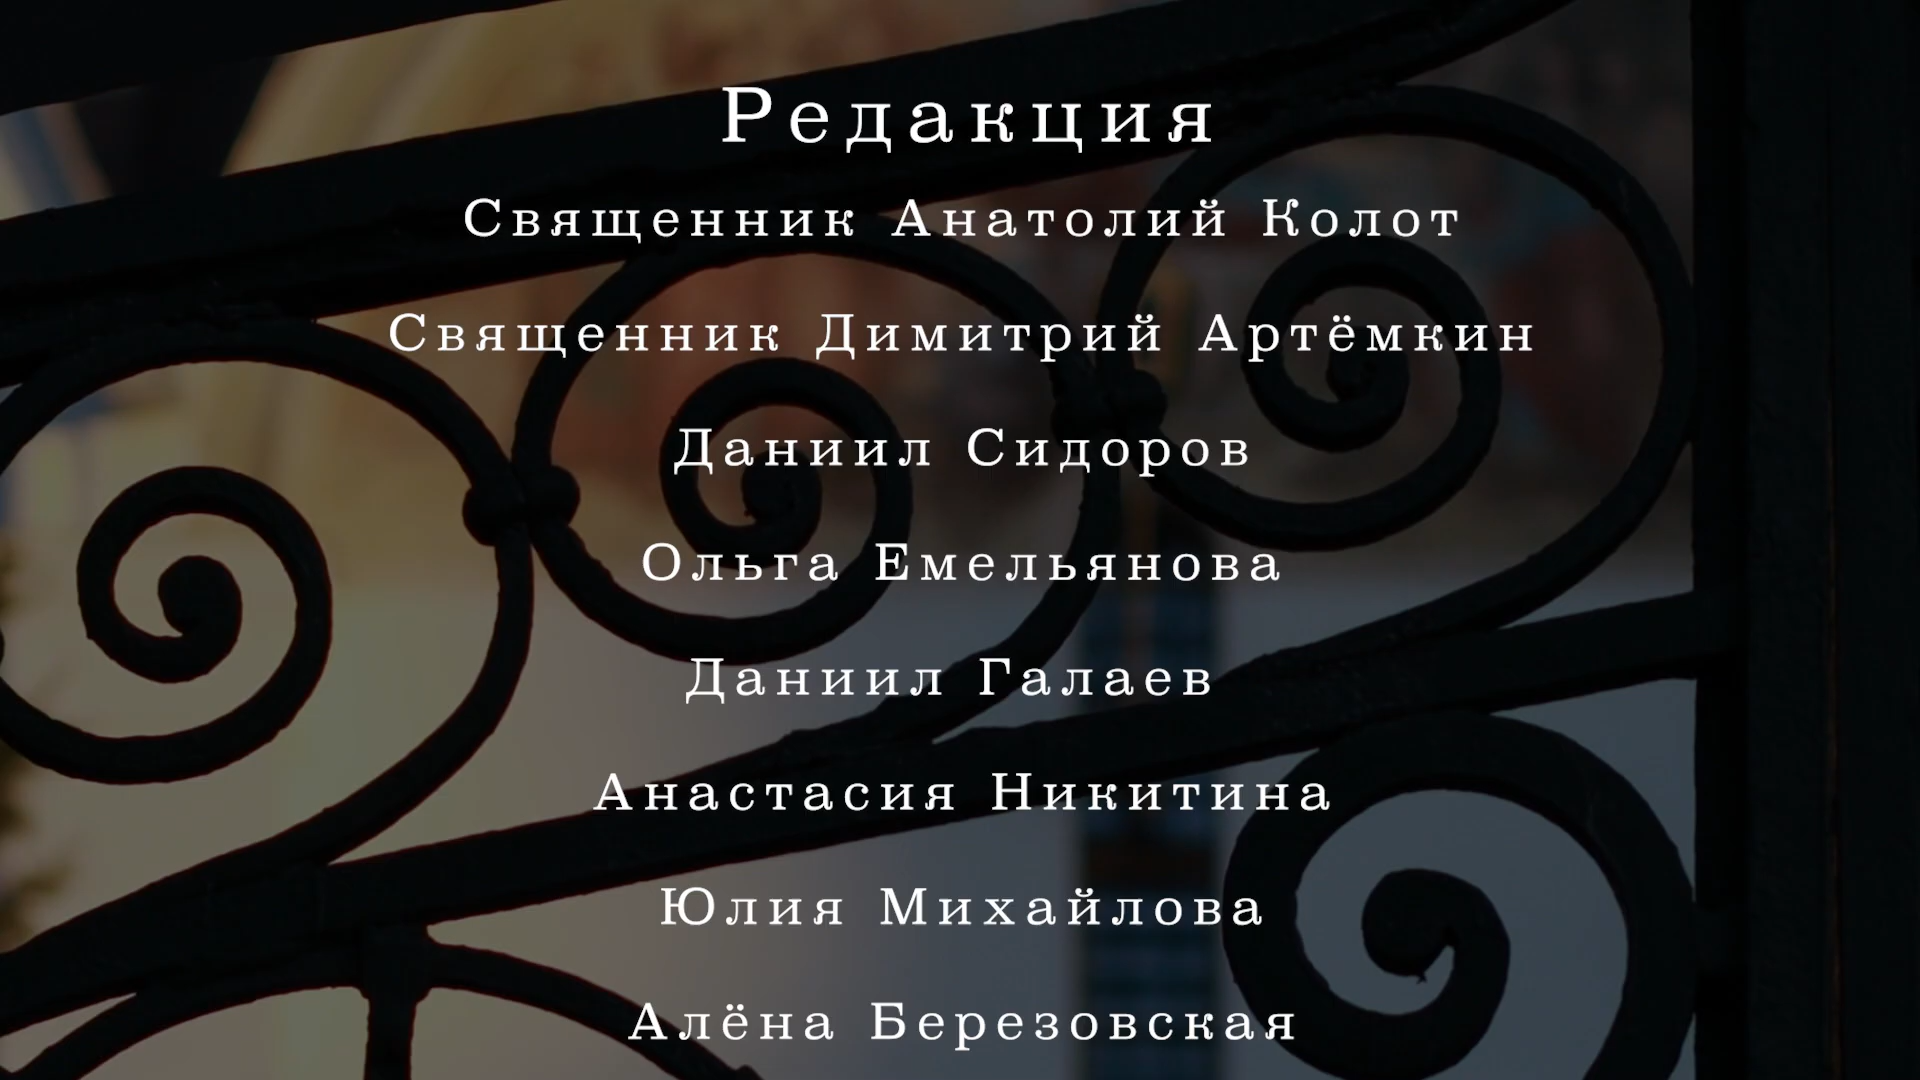 Редакция
Священник Анатолий Колот
Священник Димитрий Артёмкин
Даниил Сидоров
Ольга Емельянова
Даниил Галаев
Анастасия Никитина
Юлия Михайлова
Алёна Березовская